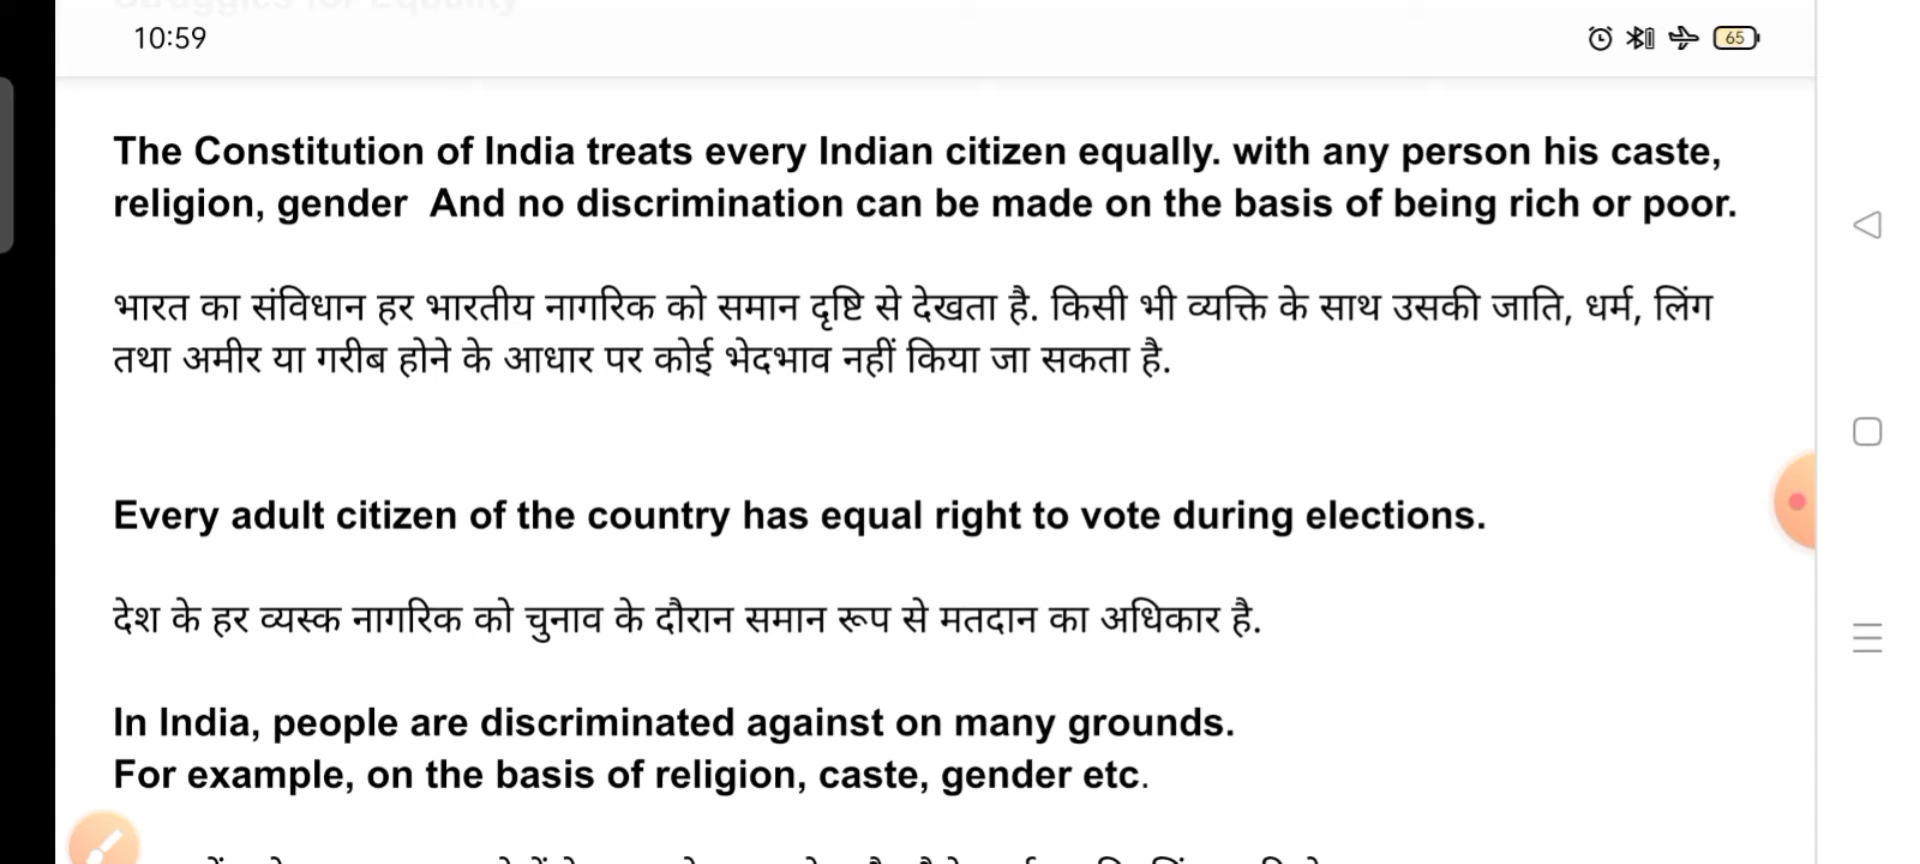 Struggles for Equality
10:59
65
The Constitution of India treats every Indian citizen equally. with any person his caste,
religion, gender And no discrimination can be made on the basis of being rich or poor.
भारत का संविधान हर भारतीय नागरिक को समान दृष्टि से देखता है. किसी भी व्यक्ति के साथ उसकी जाति, धर्म, लिंग
तथा अमीर या गरीब होने के आधार पर कोई भेदभाव नहीं किया जा सकता है.
Every adult citizen of the country has equal right to vote during elections.
देश के हर व्यस्क नागरिक को चुनाव के दौरान समान रूप से मतदान का अधिकार है.
In India, people are discriminated against on many grounds.
For example, on the basis of religion, caste, gender etc.